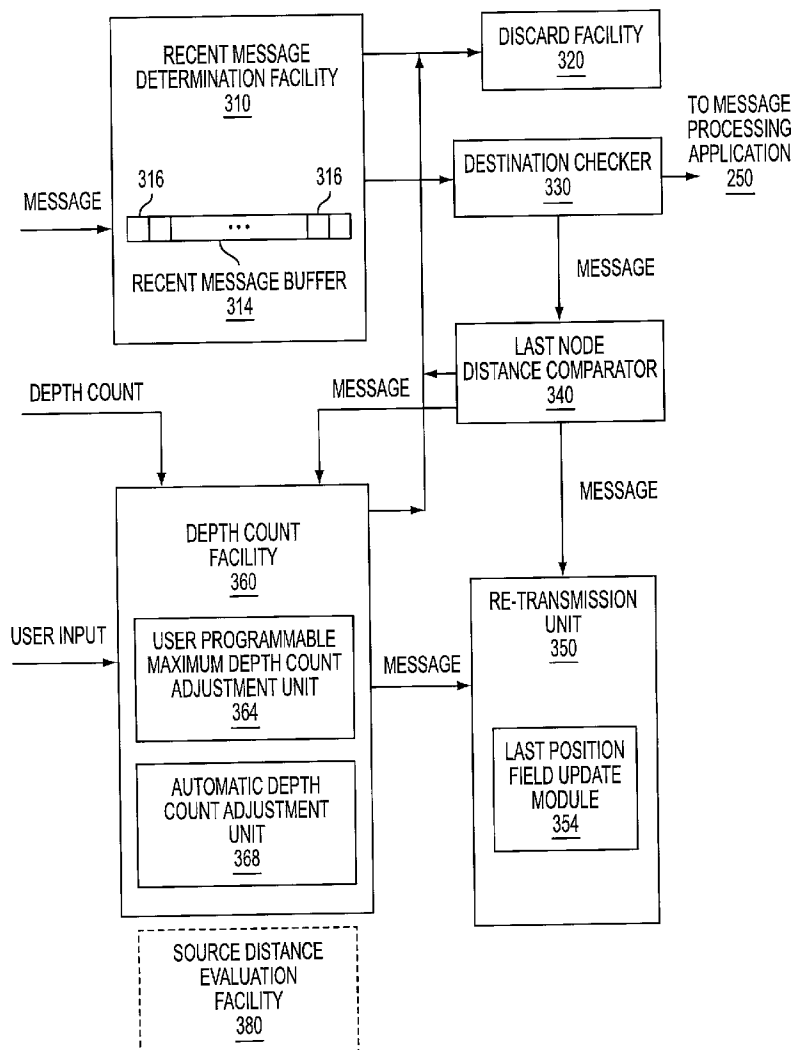 RECENT MESSAGE
DETERMINATION FACILITY
310
DISCARD FACILITY
320
TO MESSAGE
PROCESSING
APPLICATION
250
DESTINATION CHECKER
330
MESSAGE
316
316
...
RECENT MESSAGE BUFFER
314
MESSAGE
LAST NODE
DISTANCE COMPARATOR
340
DEPTH COUNT
MESSAGE
MESSAGE
DEPTH COUNT
FACILITY
360
USER INPUT
USER PROGRAMMABLE
MAXIMUM DEPTH COUNT
ADJUSTMENT UNIT
364
MESSAGE
RE-TRANSMISSION
UNIT
350
AUTOMATIC DEPTH
COUNT ADJUSTMENT
UNIT
368
LAST POSITION
FIELD UPDATE
MODULE
354
SOURCE DISTANCE
EVALUATION
FACILITY
380